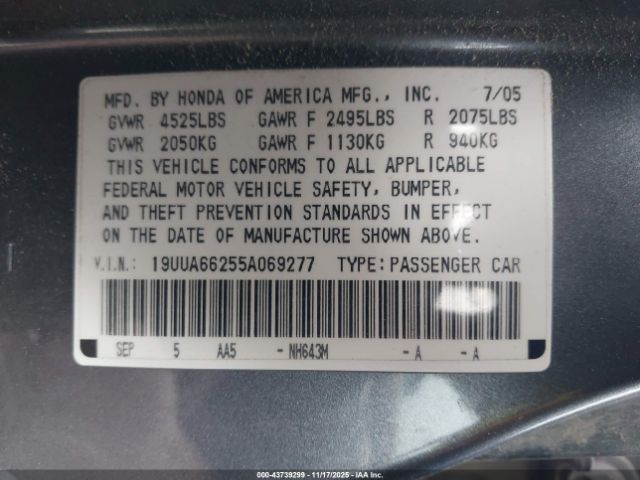 MFD. BY HONDA OF AMERICA MFG., INC. 7/05
GVWR 4525LBS GAWR F 2495LBS R 2075LBS
GVWR 2050KG GAWR F 1130KG R 940KG
THIS VEHICLE CONFORMS TO ALL APPLICABLE
FEDERAL MOTOR VEHICLE SAFETY, BUMPER,
AND THEFT PREVENTION STANDARDS IN EFFECT
ON THE DATE OF MANUFACTURE SHOWN ABOVE.
V.I.N.: 19UUA66255A069277 TYPE:PASSENGER CAR
SEP 5 AA5 - NH643M - A - A
00-43739299 - 11/17/2025 - IAA Inc.